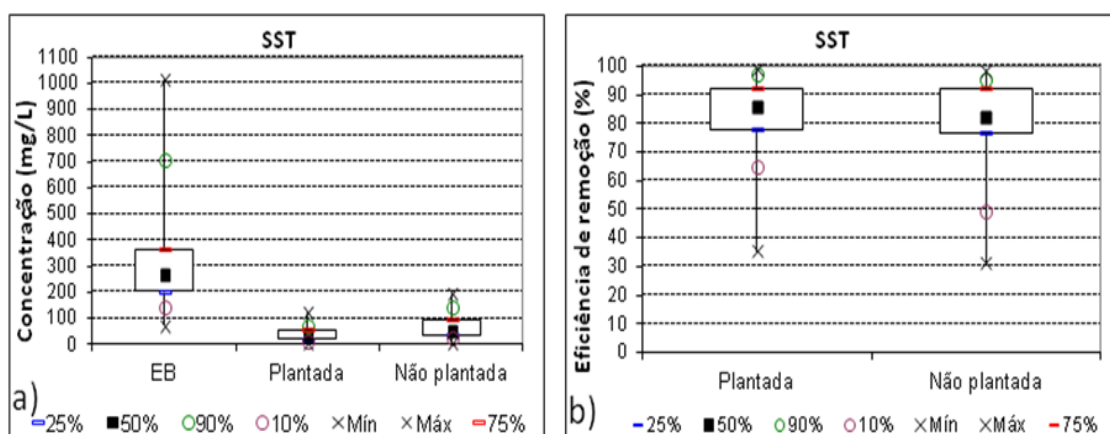 SST
Concentração (mg/L)
1100
1000
900
800
700
600
500
400
300
200
100
0
EB Plantada Não plantada
a)
25% 50% 90% 10% Mín Máx 75%
SST
Eficiência de remoção (%)
100
90
80
70
60
50
40
30
20
10
0
Plantada Não plantada
b)
25% 50% 90% 10% Mín Máx 75%